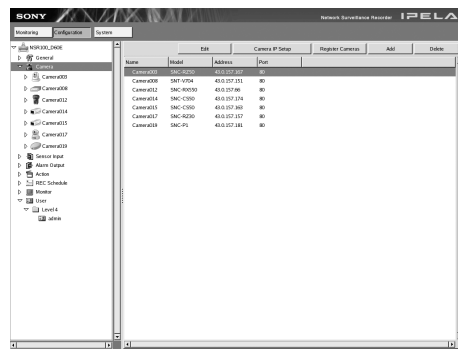 SONY
Network Surveillance Recorder IPELA
Monitoring Configuration System
NSR100_D60E
General
Camera
Camera003
Camera008
Camera012
Camera014
Camera015
Camera017
Camera019
Sensor Input
Alarm Output
Action
REC Schedule
Monitor
User
Level 4
admin
Edit Camera IP Setup Register Cameras Add Delete
Name Model Address Port
Camera003 SNC-RZ50 43.0.157.167 80
Camera008 SNT-V704 43.0.157.151 80
Camera012 SNC-RX550 43.0.157.66 80
Camera014 SNC-CS50 43.0.157.174 80
Camera015 SNC-CS50 43.0.157.163 80
Camera017 SNC-RZ30 43.0.157.157 80
Camera019 SNC-P1 43.0.157.181 80